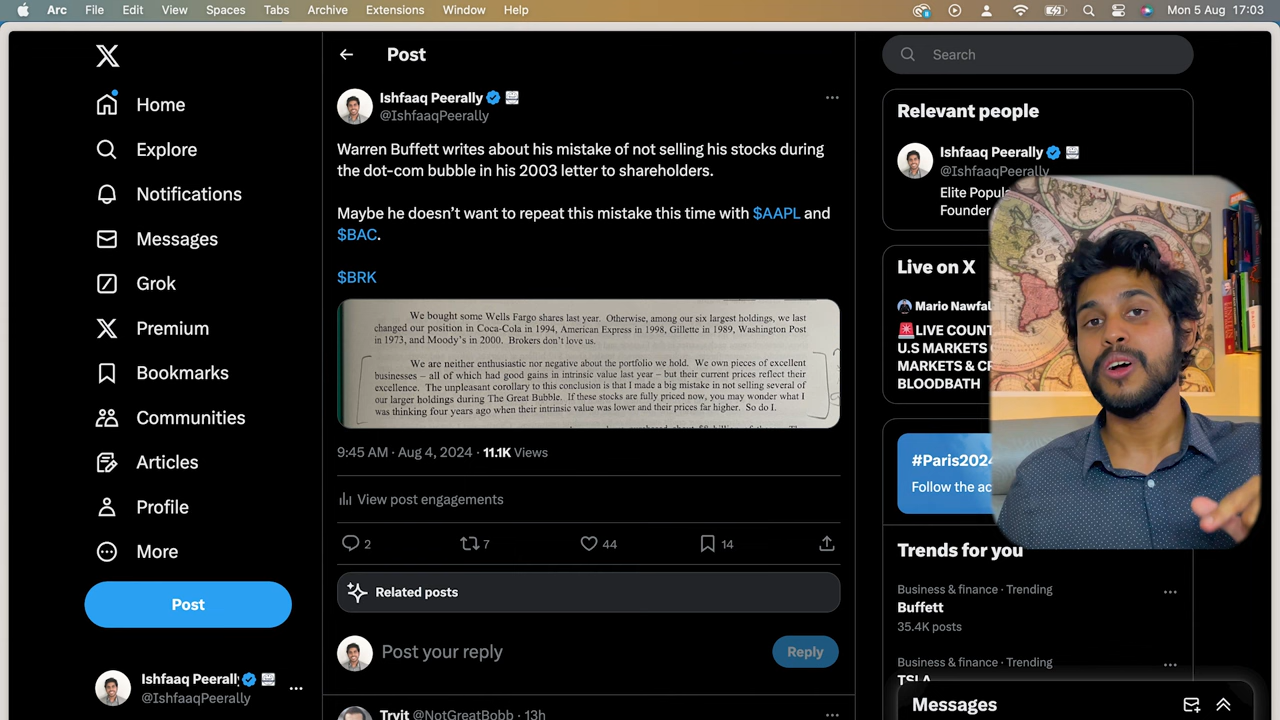 Arc File Edit View Spaces Tabs Archive Extensions Window Help Mon 5 Aug 17:03
Home
Explore
Notifications
Messages
Grok
Premium
Bookmarks
Communities
Articles
Profile
More
Post
Ishfaaq Peerally
@IshfaaqPeerally
Post
Ishfaaq Peerally
@IshfaaqPeerally
Warren Buffett writes about his mistake of not selling his stocks during
the dot-com bubble in his 2003 letter to shareholders.
Maybe he doesn't want to repeat this mistake this time with $AAPL and
$BAC.
$BRK
We bought some Wells Fargo shares last year. Otherwise, among our six largest holdings, we last
changed our position in Coca-Cola in 1994, American Express in 1998, Gillette in 1989, Washington Post
in 1973, and Moody's in 2000. Brokers don't love us.
We are neither enthusiastic nor negative about the portfolio we hold. We own pieces of excellent
businesses – all of which had good gains in intrinsic value last year – but their current prices reflect their
excellence. The unpleasant corollary to this conclusion is that I made a big mistake in not selling several of
our larger holdings during The Great Bubble. If these stocks are fully priced now, you may wonder what I
was thinking four years ago when their intrinsic value was lower and their prices far higher. So do I.
9:45 AM · Aug 4, 2024 · 11.1K Views
View post engagements
2 7 44 14
Related posts
Post your reply
Reply
Tryit @NotGreatBobb · 13h
Search
Relevant people
Ishfaaq Peerally
@IshfaaqPeerally
Elite
Founder
Live on X
Mario
LIVE
U.S MARKETS
MARKETS &
BLOODBATH
#Paris2024
Follow the
Trends for you
Business & finance · Trending
Buffett
35.4K posts
Business & finance · Trending
TSLA
Messages